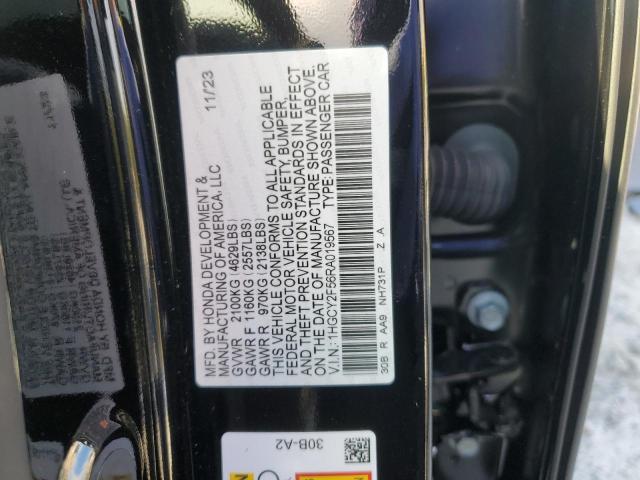 MFD. BY HONDA DEVELOPMENT &
MANUFACTURING OF AMERICA, LLC 11/23
GVWR 2100KG (4629LBS)
GAWR F 1160KG (2557LBS)
GAWR R 970KG (2138LBS)
THIS VEHICLE CONFORMS TO ALL APPLICABLE
FEDERAL MOTOR VEHICLE SAFETY, BUMPER,
AND THEFT PREVENTION STANDARDS IN EFFECT
ON THE DATE OF MANUFACTURE SHOWN ABOVE.
V.I.N.: 1HGCY2F56RA019567 TYPE: PASSENGER CAR
30B R AA9 NH731P Z A
30B-A2